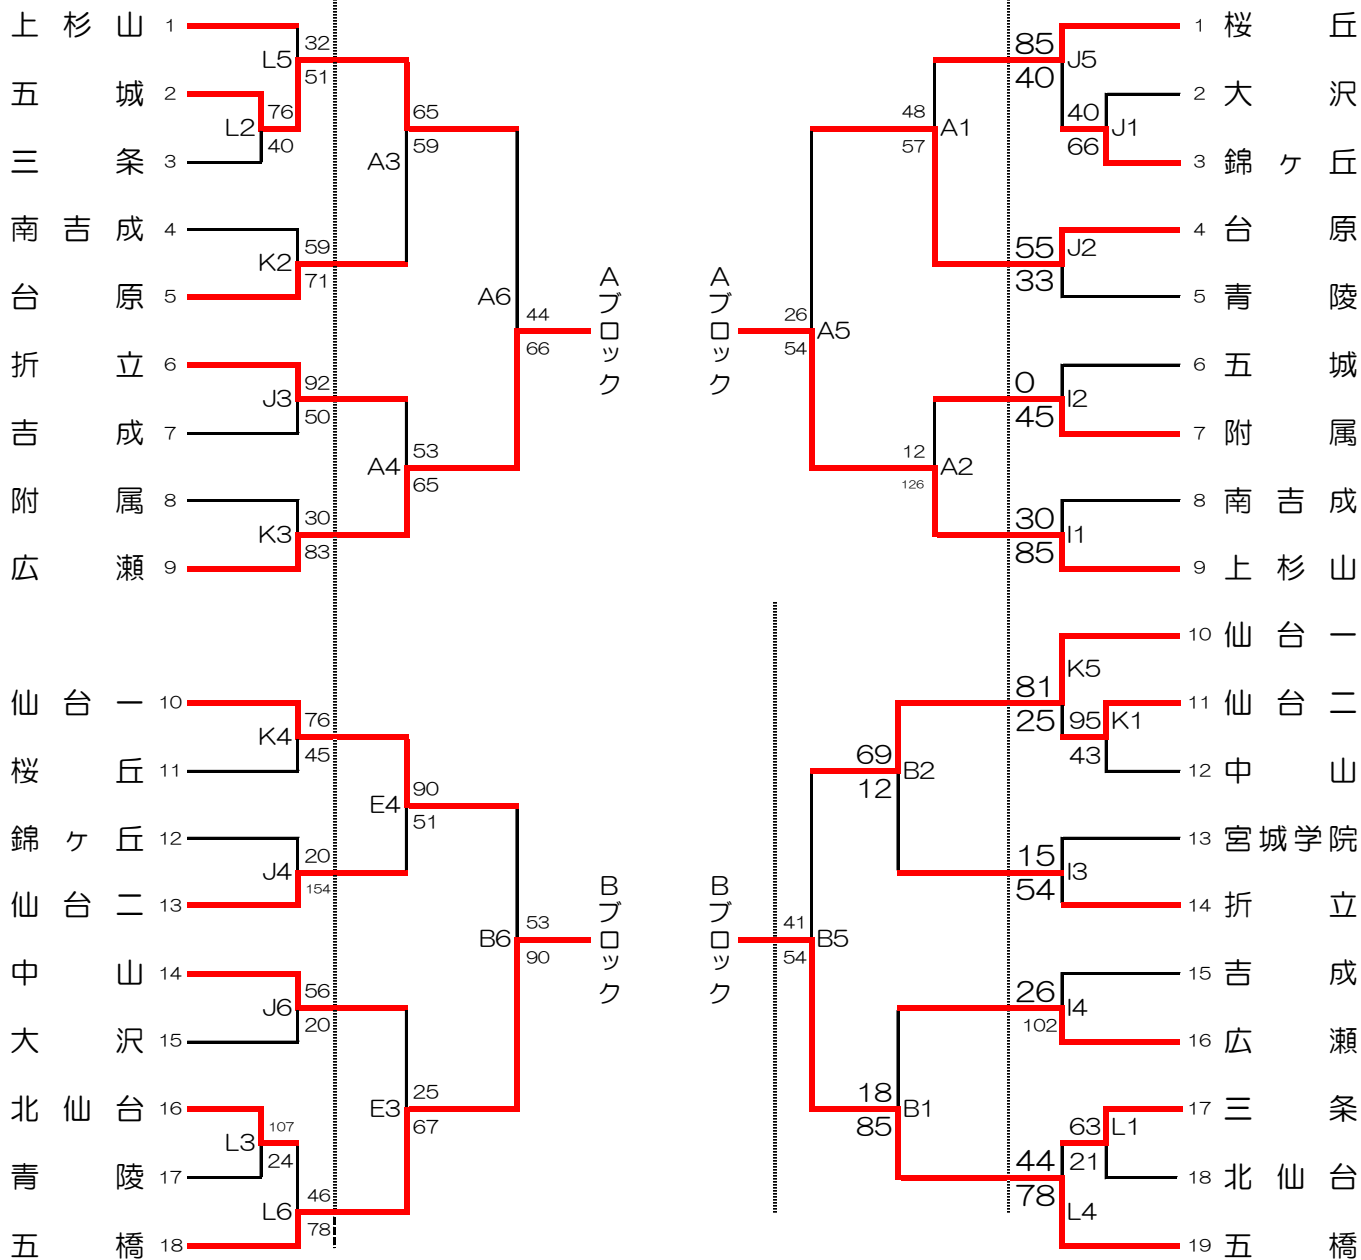 上杉山 1
五城 2
三条 3
南吉成 4
台原 5
折立 6
吉成 7
附属 8
広瀬 9
仙台一 10
桜丘 11
錦ヶ丘 12
仙台二 13
中山 14
大沢 15
北仙台 16
青陵 17
五橋 18
L5 32 51
L2 76 40
K2 59 71
J3 92 50
K3 30 83
A3 65 59
A4 53 65
A6 44 66
Aブロック
K4 76 45
J4 20 154
J6 56 20
L3 107 24
L6 46 78
E4 90 51
E3 25 67
B6 53 90
Bブロック
Aブロック
26 54 A5
48 57 A1
12 126 A2
85 40 J5
40 66 J1
55 33 J2
0 45 I2
30 85 I1
Bブロック
41 54 B5
69 12 B2
18 85 B1
81 25 K5
95 43 K1
15 54 I3
26 102 I4
63 21 L1
44 78 L4
1 桜丘
2 大沢
3 錦ヶ丘
4 台原
5 青陵
6 五城
7 附属
8 南吉成
9 上杉山
10 仙台一
11 仙台二
12 中山
13 宮城学院
14 折立
15 吉成
16 広瀬
17 三条
18 北仙台
19 五橋